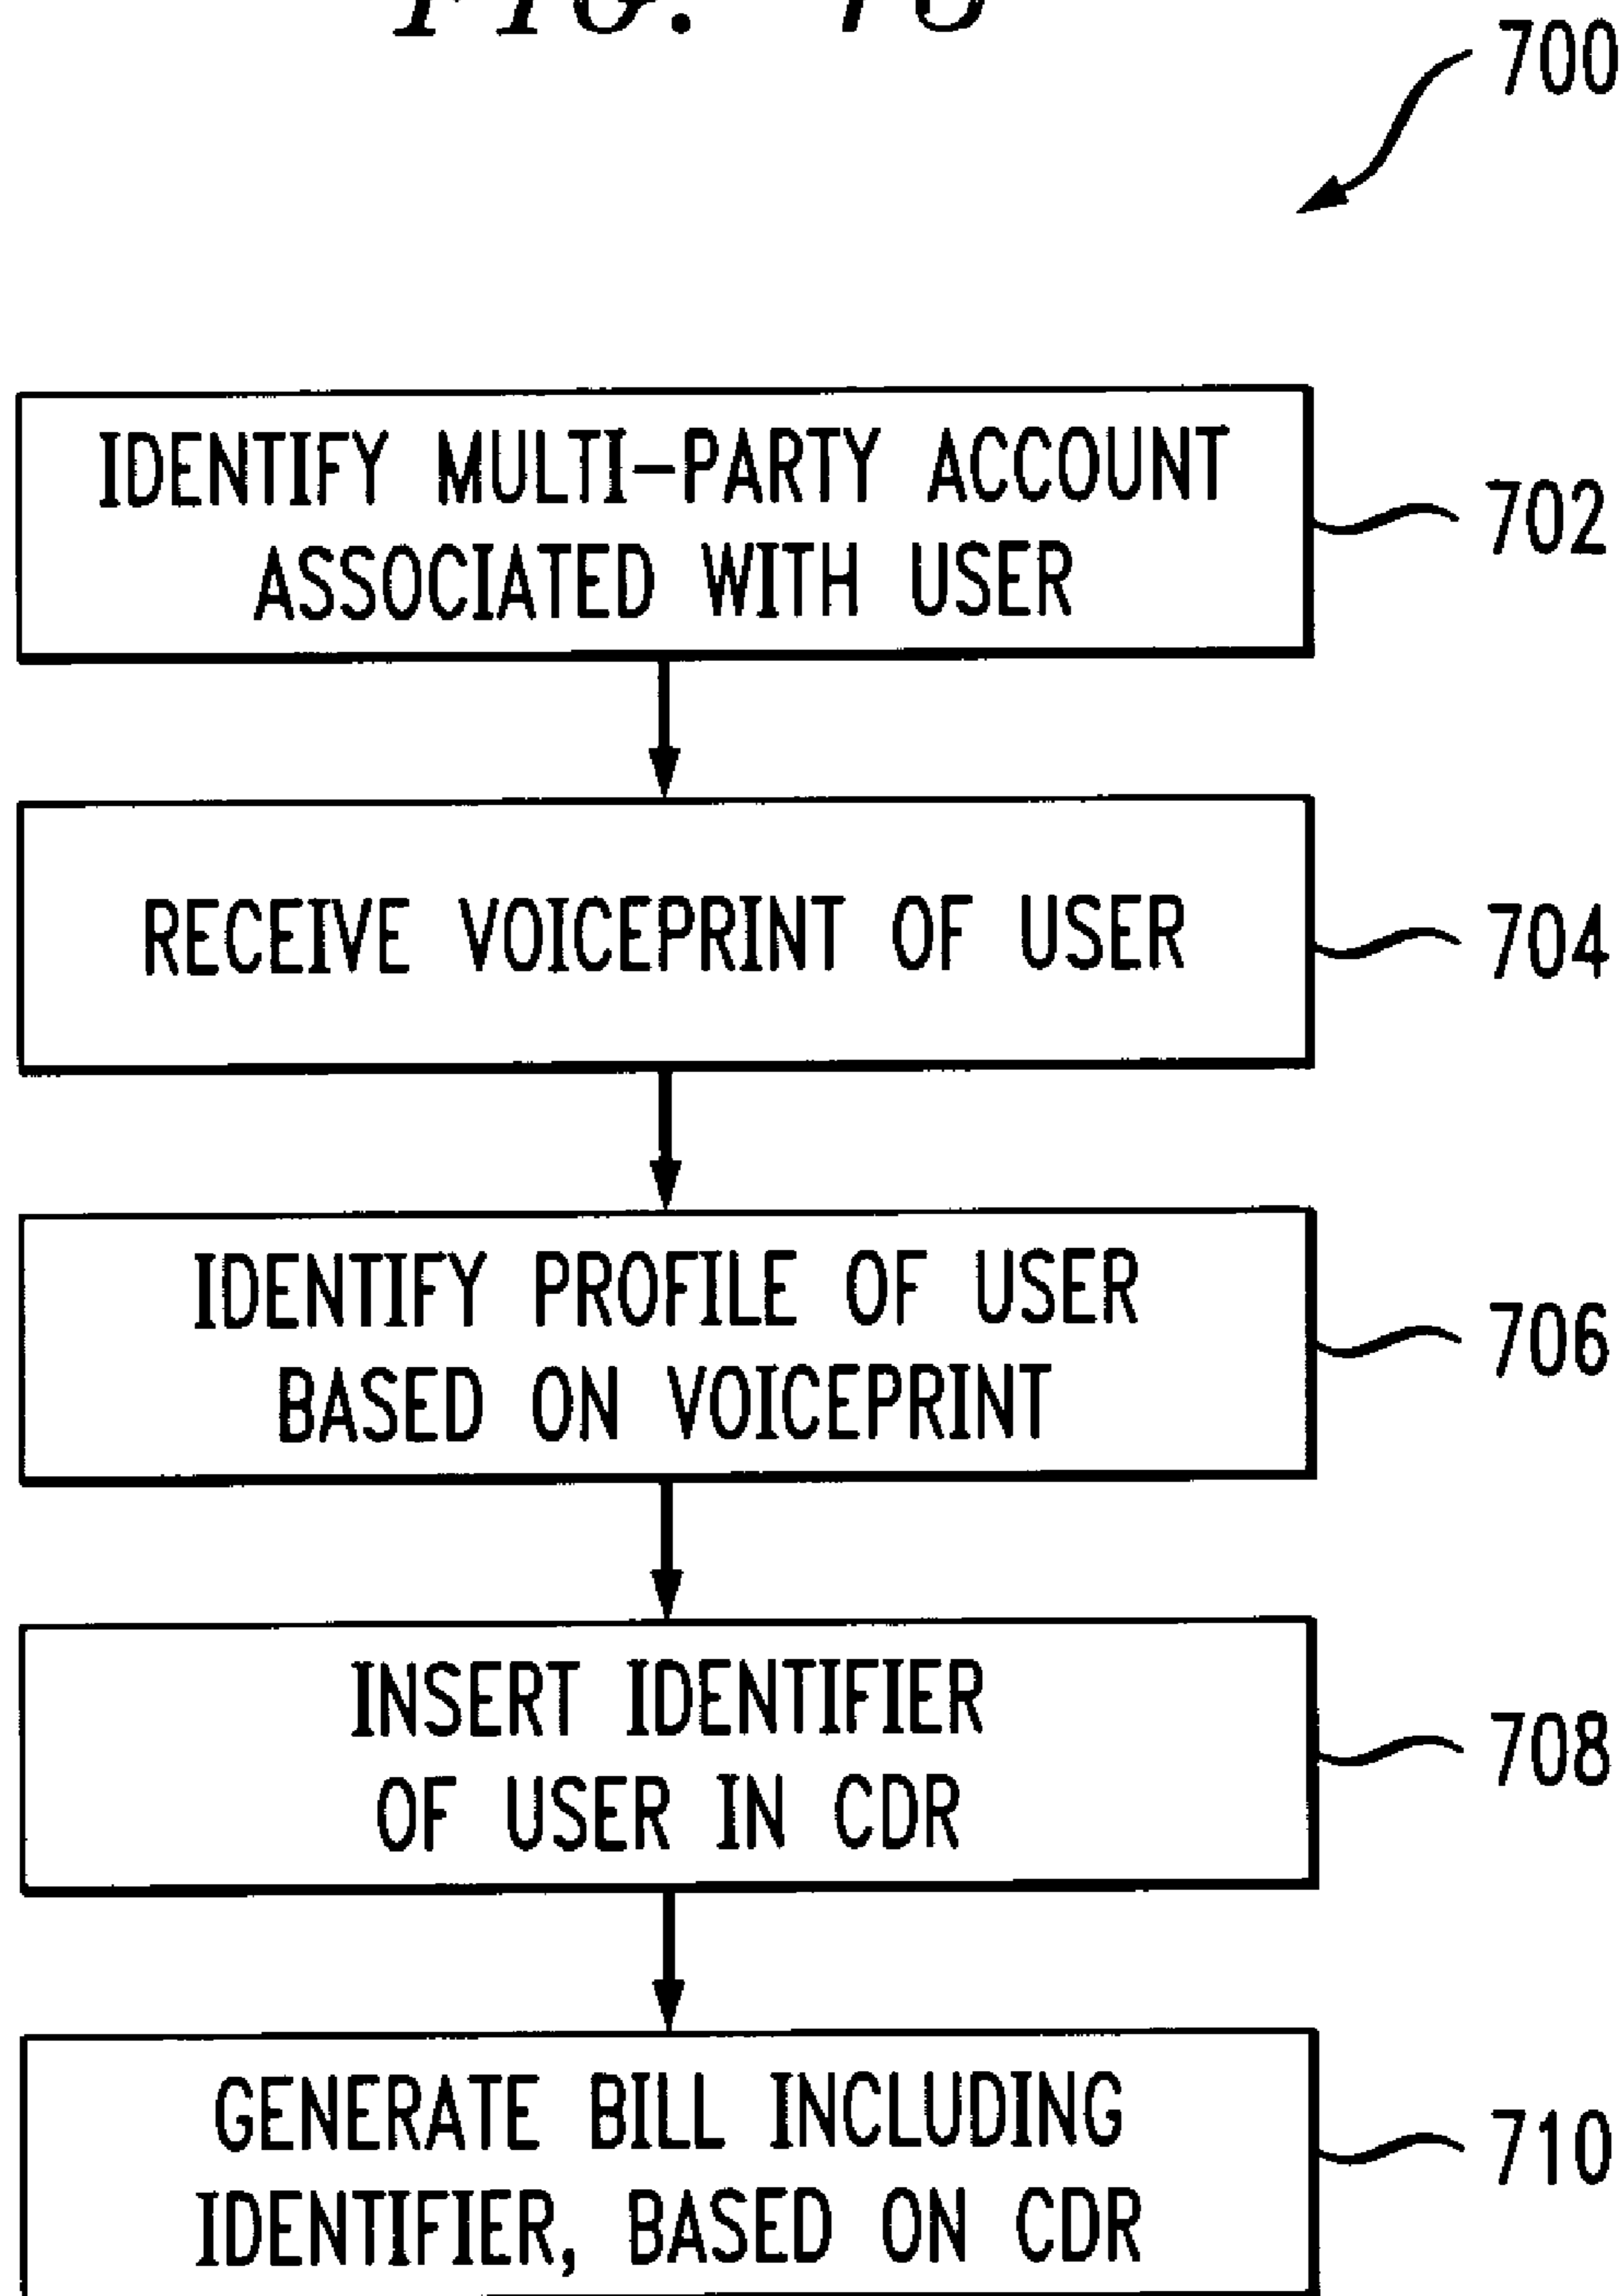 FIG.
700
IDENTIFY MULTI-PARTY ACCOUNT
ASSOCIATED WITH USER
702
RECEIVE VOICEPRINT OF USER
704
IDENTIFY PROFILE OF USER
BASED ON VOICEPRINT
706
INSERT IDENTIFIER
OF USER IN CDR
708
GENERATE BILL INCLUDING
IDENTIFIER, BASED ON CDR
710